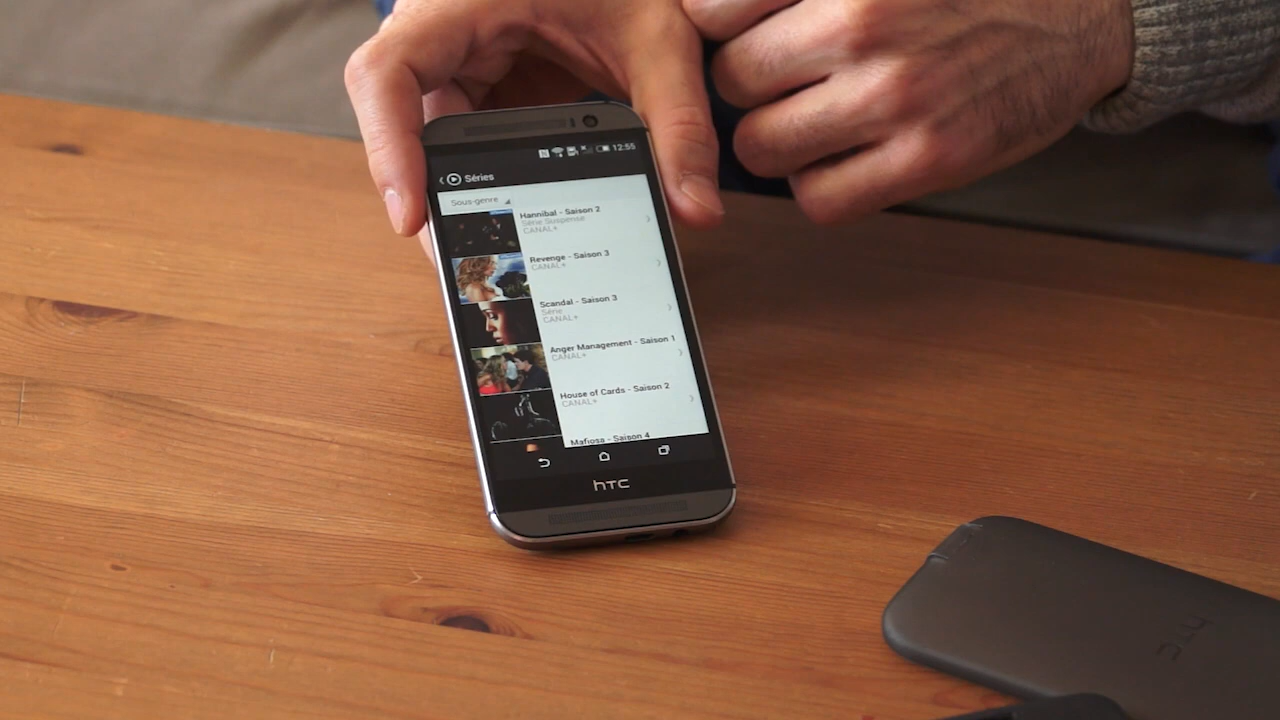 12:55
Séries
Sous-genre
Hannibal - Saison 2
Série Suspense
CANAL+
Revenge - Saison 3
CANAL+
Scandal - Saison 3
Série
CANAL+
Anger Management - Saison 1
CANAL+
House of Cards - Saison 2
CANAL+
Mafiosa - Saison 4
hTC
hTC